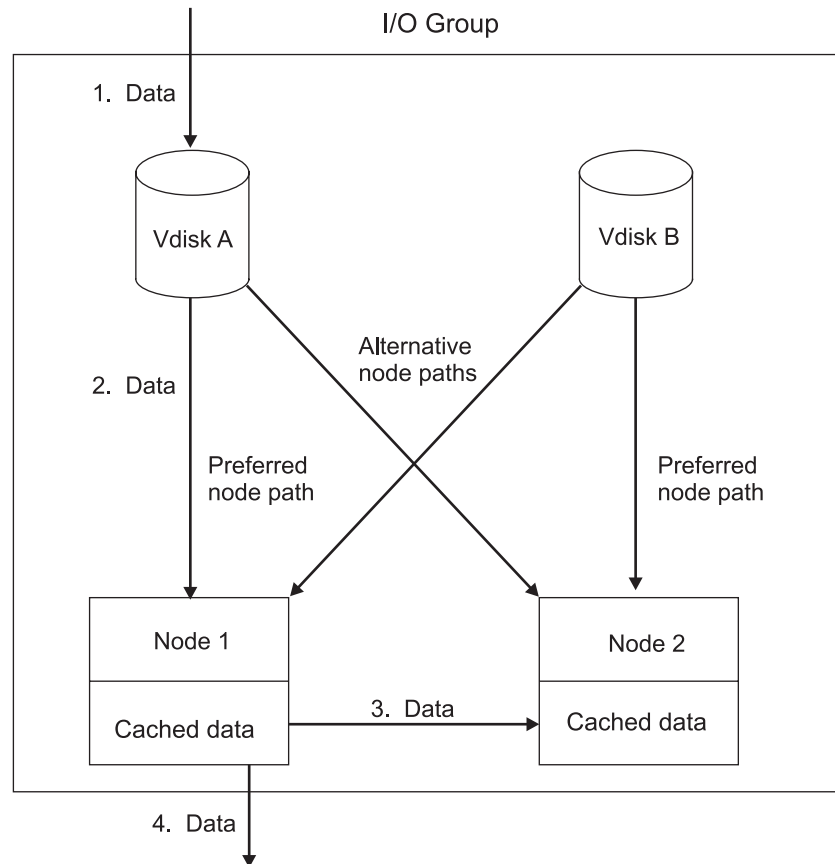 I/O Group
1. Data
Vdisk A
Vdisk B
Alternative
node paths
2. Data
Preferred
node path
Preferred
node path
Node 1
Node 2
3. Data
Cached data
Cached data
4. Data